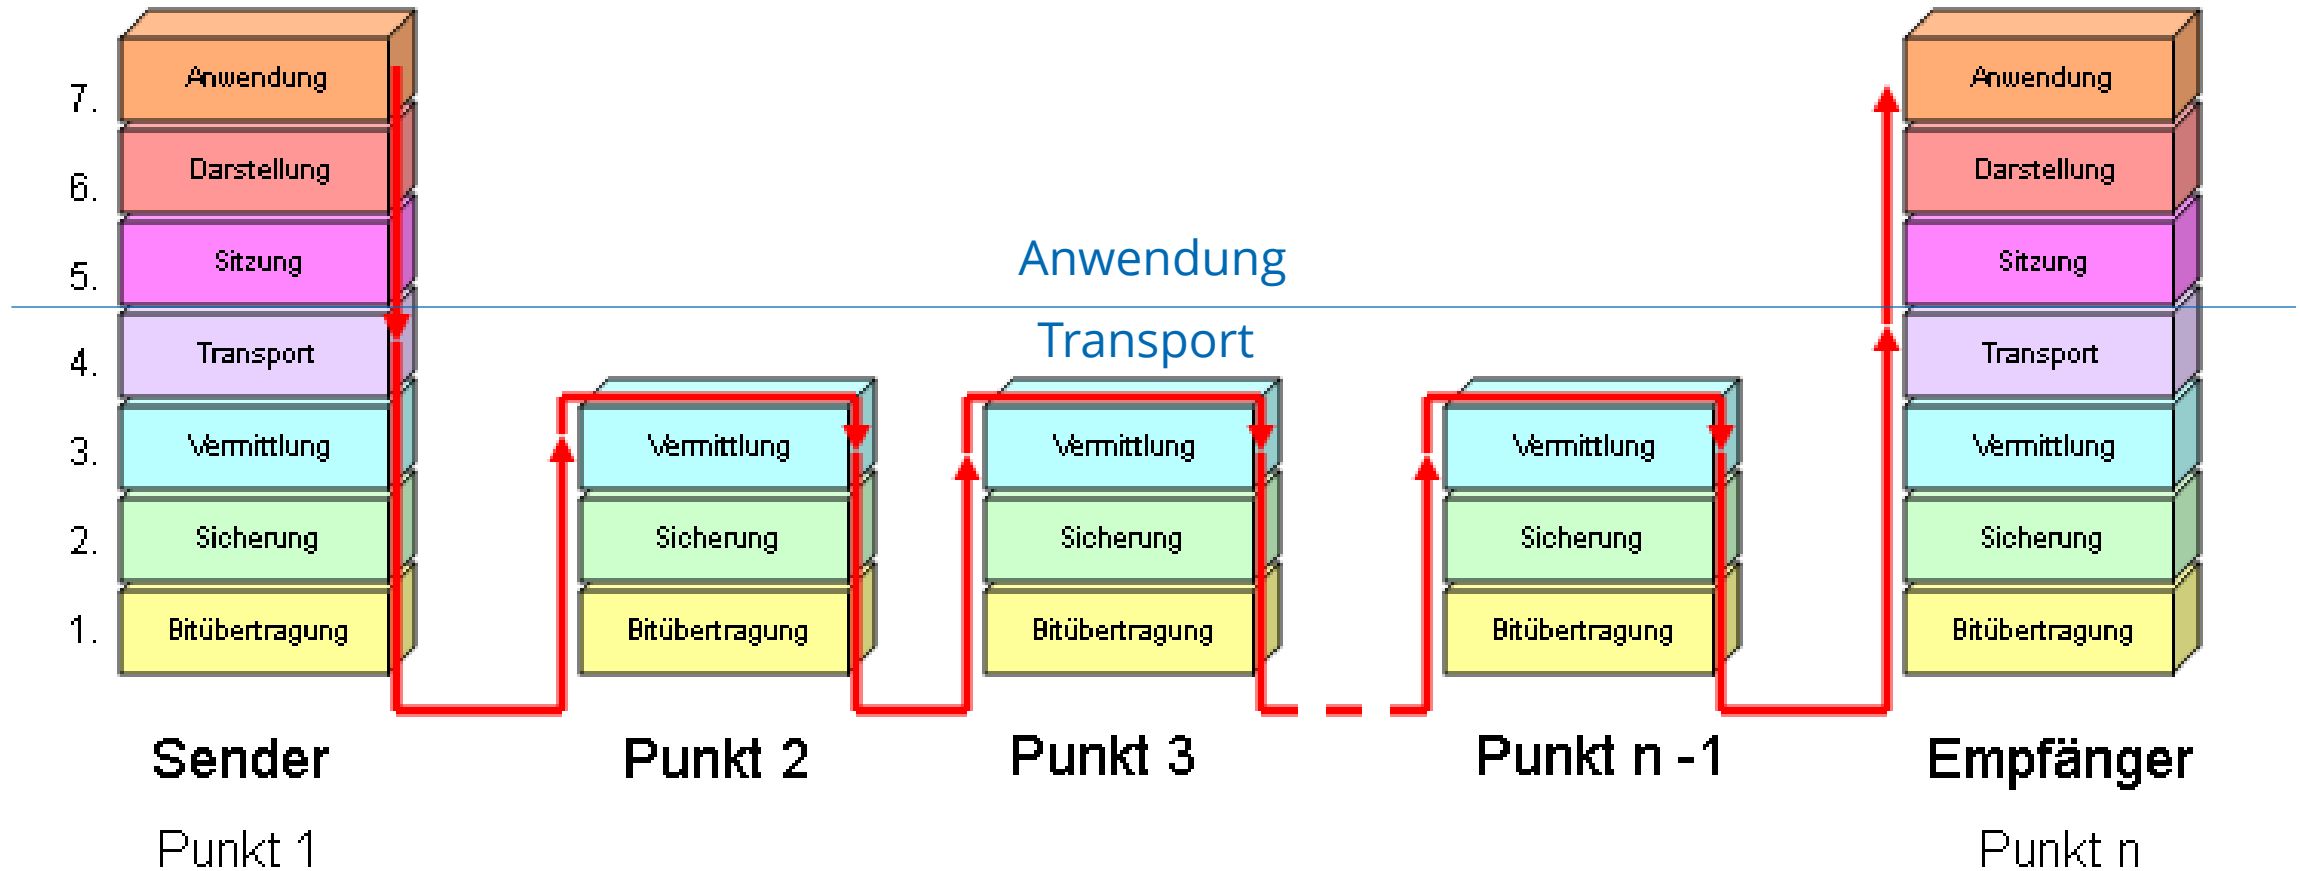 7. Anwendung
6. Darstellung
5. Sitzung
4. Transport
3. Vermittlung
2. Sicherung
1. Bitübertragung
Sender
Punkt 1
Vermittlung
Sicherung
Bitübertragung
Punkt 2
Anwendung
Transport
Vermittlung
Sicherung
Bitübertragung
Punkt 3
Vermittlung
Sicherung
Bitübertragung
Punkt n -1
Anwendung
Darstellung
Sitzung
Transport
Vermittlung
Sicherung
Bitübertragung
Empfänger
Punkt n